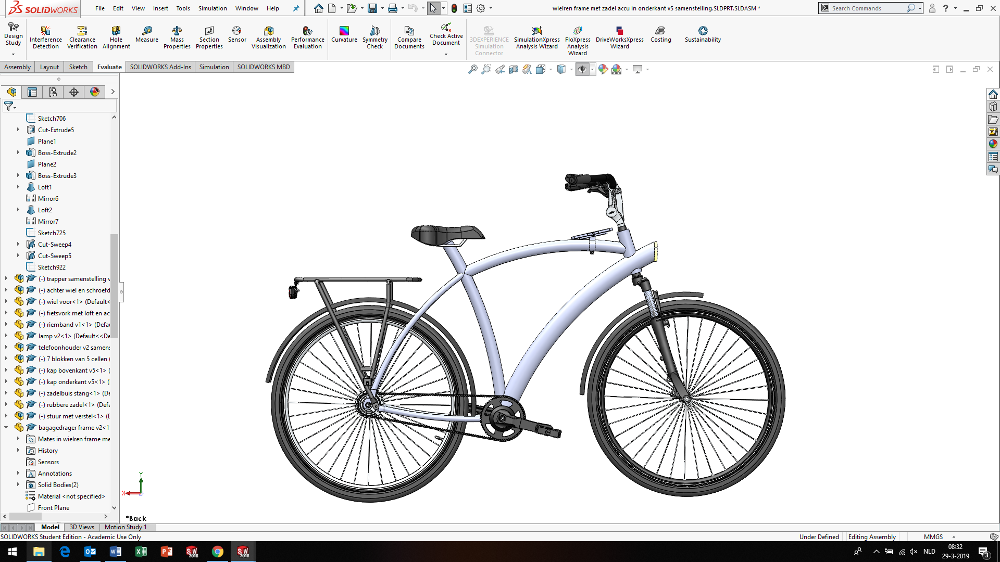 SOLIDWORKS
File Edit View Insert Tools Simulation Window Help
wielren frame met zadel accu in onderkant v5 samenstelling.SLDPRT.SLDASM *
Search Commands
Design Study
Interference Detection
Clearance Verification
Hole Alignment
Measure
Mass Properties
Section Properties
Sensor
Assembly Visualization
Performance Evaluation
Curvature
Symmetry Check
Compare Documents
Check Active Document
3DEXPERIENCE Simulation Connector
SimulationXpress Analysis Wizard
FloXpress Analysis Wizard
DriveWorksXpress Wizard
Costing
Sustainability
Assembly Layout Sketch Evaluate SOLIDWORKS Add-Ins Simulation SOLIDWORKS MBD
Sketch706
Cut-Extrude5
Plane1
Boss-Extrude2
Plane2
Boss-Extrude3
Loft1
Mirror6
Loft2
Mirror7
Sketch725
Cut-Sweep4
Cut-Sweep5
Sketch922
(-) trapper samenstelling v
(-) achter wiel en schroefd
(-) wiel voor<1> (Default<
(-) fietsvork met loft en ac
(-) riemband v1<1> (Defau
lamp v2<1> (Default<<De
telefoonhouder v2 samens
(-) 7 blokken van 5 cellen (
(-) kap bovenkant v5<1> (
(-) kap onderkant v5<1> (
(-) zadelbuis stang<1> (De
(-) rubbere zadel<1> (Defa
(-) stuur met verstel<1> (D
bagagedrager frame v2<1
Mates in wielren frame me
History
Sensors
Annotations
Solid Bodies(2)
Material <not specified>
Front Plane
Y
X
Z
*Back
Model 3D Views Motion Study 1
SOLIDWORKS Student Edition - Academic Use Only
Under Defined Editing Assembly MMGS
NLD
08:32
29-3-2019
3
SW 2018
SW 2018